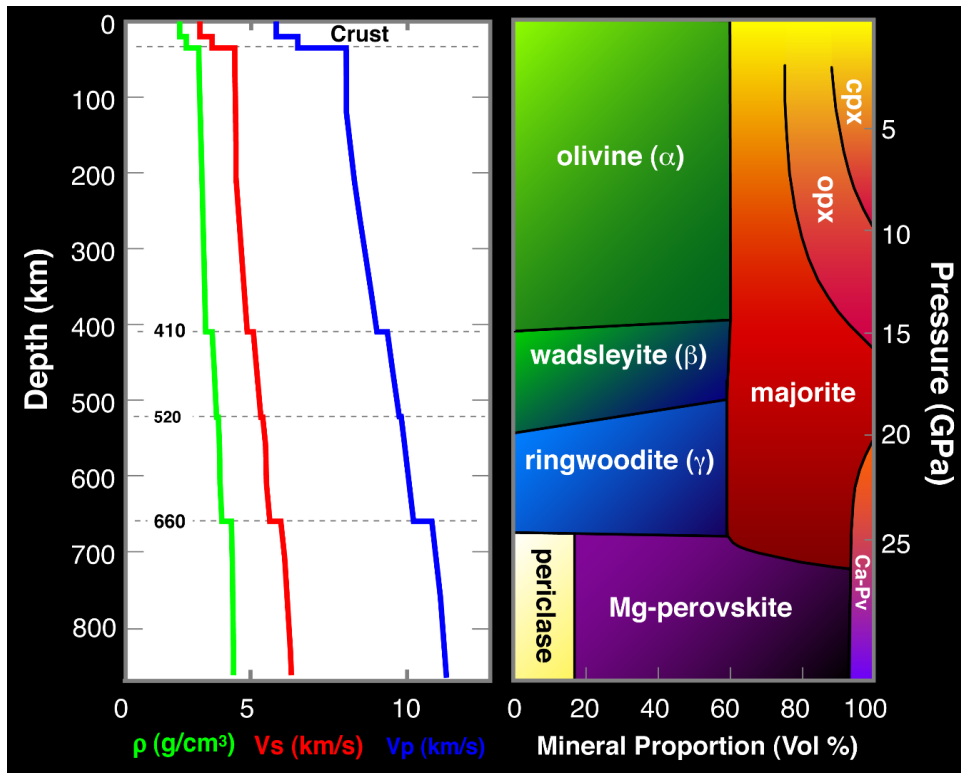 0
100
200
300
400
500
600
700
800
Depth (km)
Crust
410
520
660
0
5
10
ρ (g/cm³)
Vs (km/s)
Vp (km/s)
olivine (α)
wadsleyite (β)
ringwoodite (γ)
periclase
Mg-perovskite
majorite
opx
cpx
Ca-Pv
5
10
15
20
25
Pressure (GPa)
0
20
40
60
80
100
Mineral Proportion (Vol %)